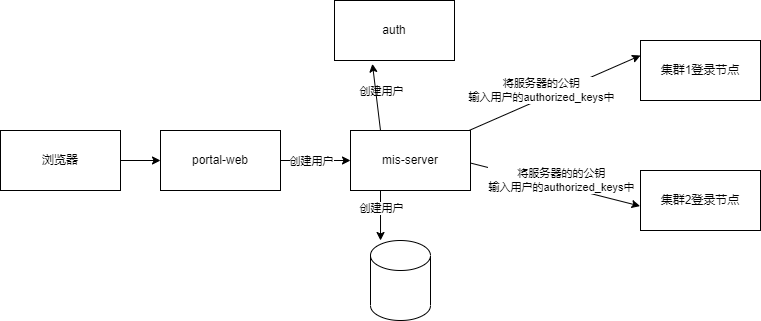 auth
创建用户
将服务器的公钥
输入用户的authorized_keys中
集群1登录节点
浏览器
portal-web
创建用户
mis-server
将服务器的的公钥
输入用户的authorized_keys中
集群2登录节点
创建用户